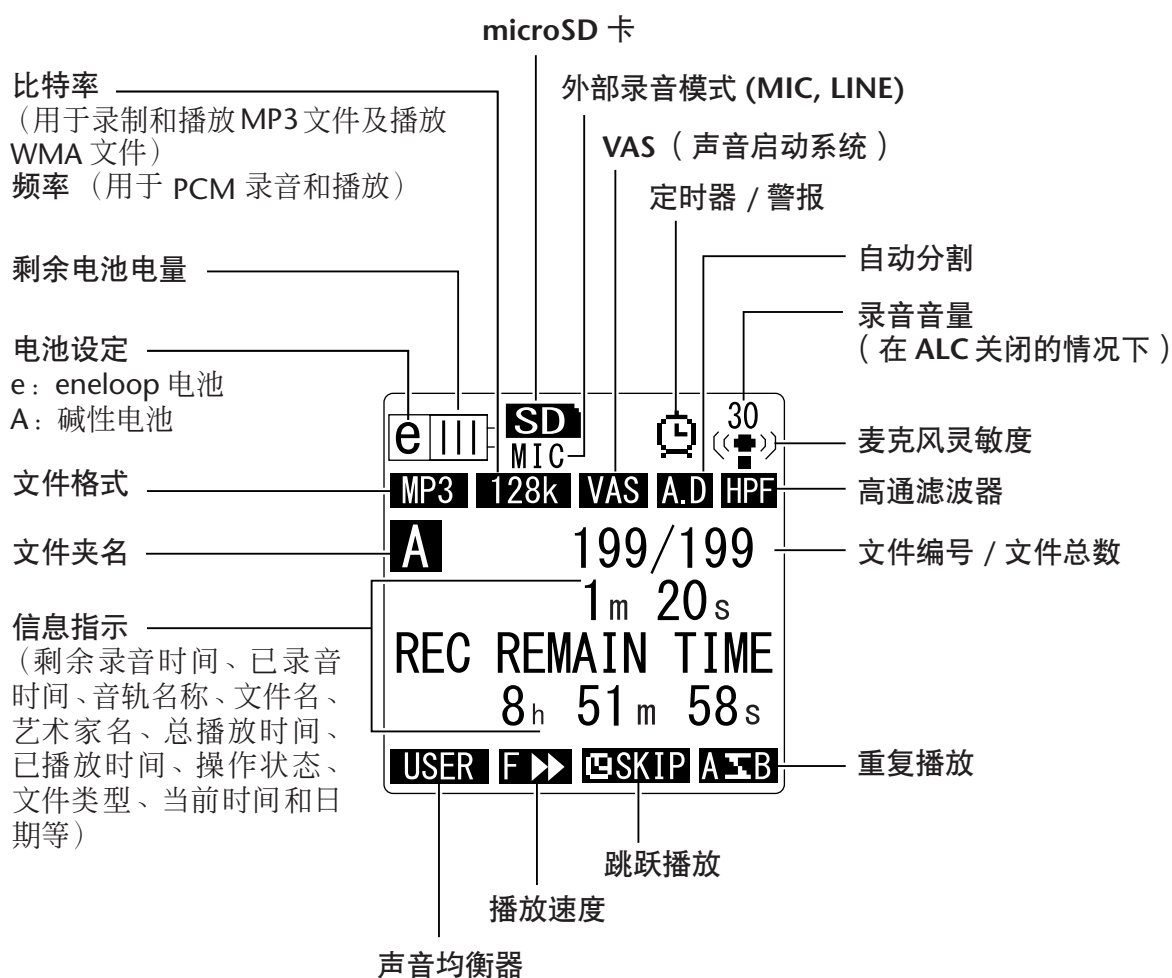 microSD 卡
比特率
（用于录制和播放 MP3 文件及播放
WMA 文件）
频率 （用于 PCM 录音和播放）
外部录音模式 (MIC, LINE)
VAS（ 声音启动系统 ）
定时器 / 警报
剩余电池电量
自动分割
录音音量
（ 在 ALC 关闭的情况下 ）
电池设定
e： eneloop 电池
A： 碱性电池
e SD 30
MIC
麦克风灵敏度
文件格式
MP3 128k VAS A.D HPF
高通滤波器
文件夹名
A 199/199
文件编号 / 文件总数
1m 20s
REC REMAIN TIME
8h 51m 58s
信息指示
（剩余录音时间、已录音
时间、音轨名称、文件名、
艺术家名、总播放时间、
已播放时间、操作状态、
文件类型、当前时间和日
期等）
USER F SKIP A B
重复播放
跳跃播放
播放速度
声音均衡器